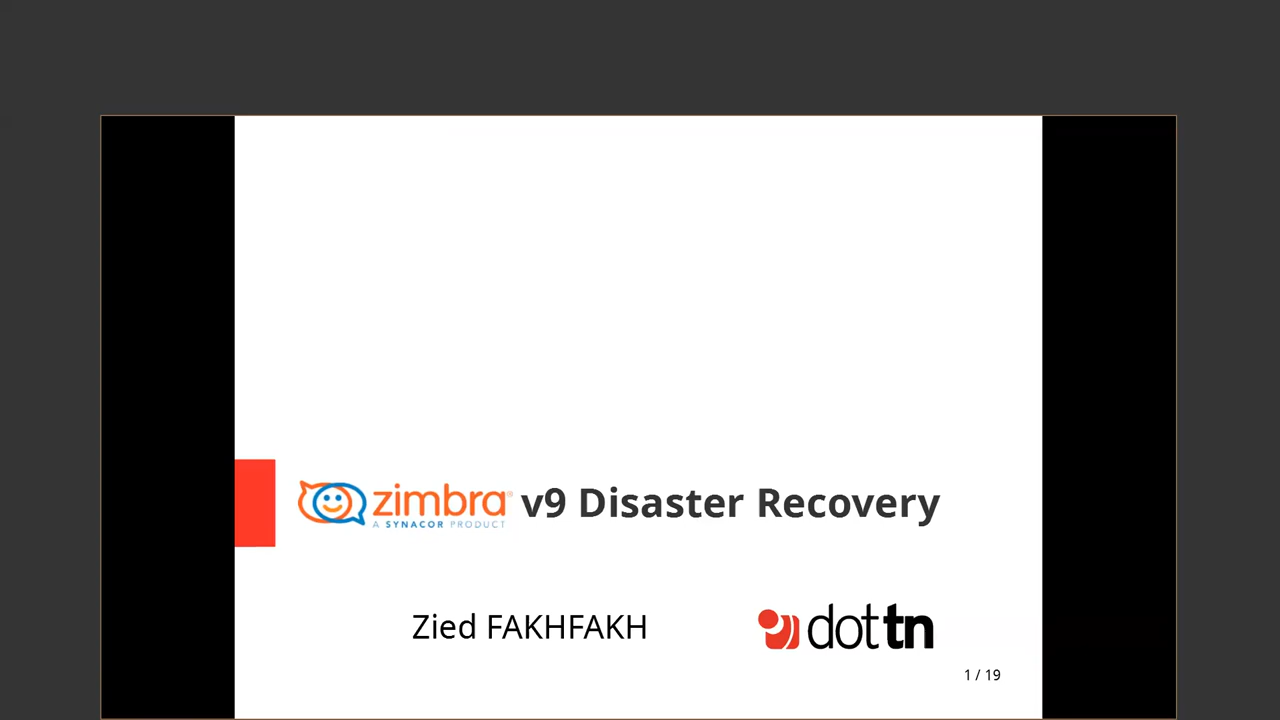 zimbra® v9 Disaster Recovery
A SYNACOR PRODUCT
Zied FAKHFAKH
dottn
1 / 19